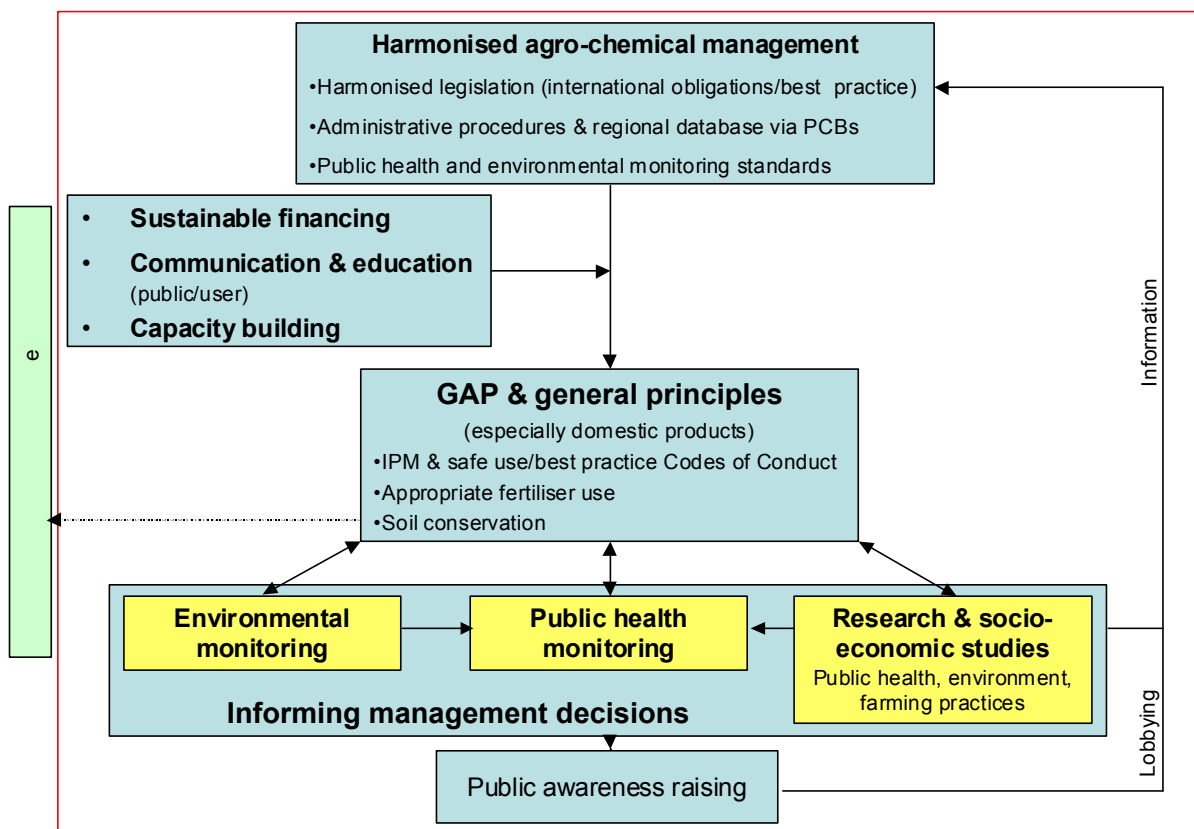 Harmonised agro-chemical management
•Harmonised legislation (international obligations/best practice)
•Administrative procedures & regional database via PCBs
•Public health and environmental monitoring standards
• Sustainable financing
• Communication & education
(public/user)
• Capacity building
e
Information
GAP & general principles
(especially domestic products)
•IPM & safe use/best practice Codes of Conduct
•Appropriate fertiliser use
•Soil conservation
Environmental
monitoring
Public health
monitoring
Research & socio-
economic studies
Public health, environment,
farming practices
Informing management decisions
Lobbying
Public awareness raising